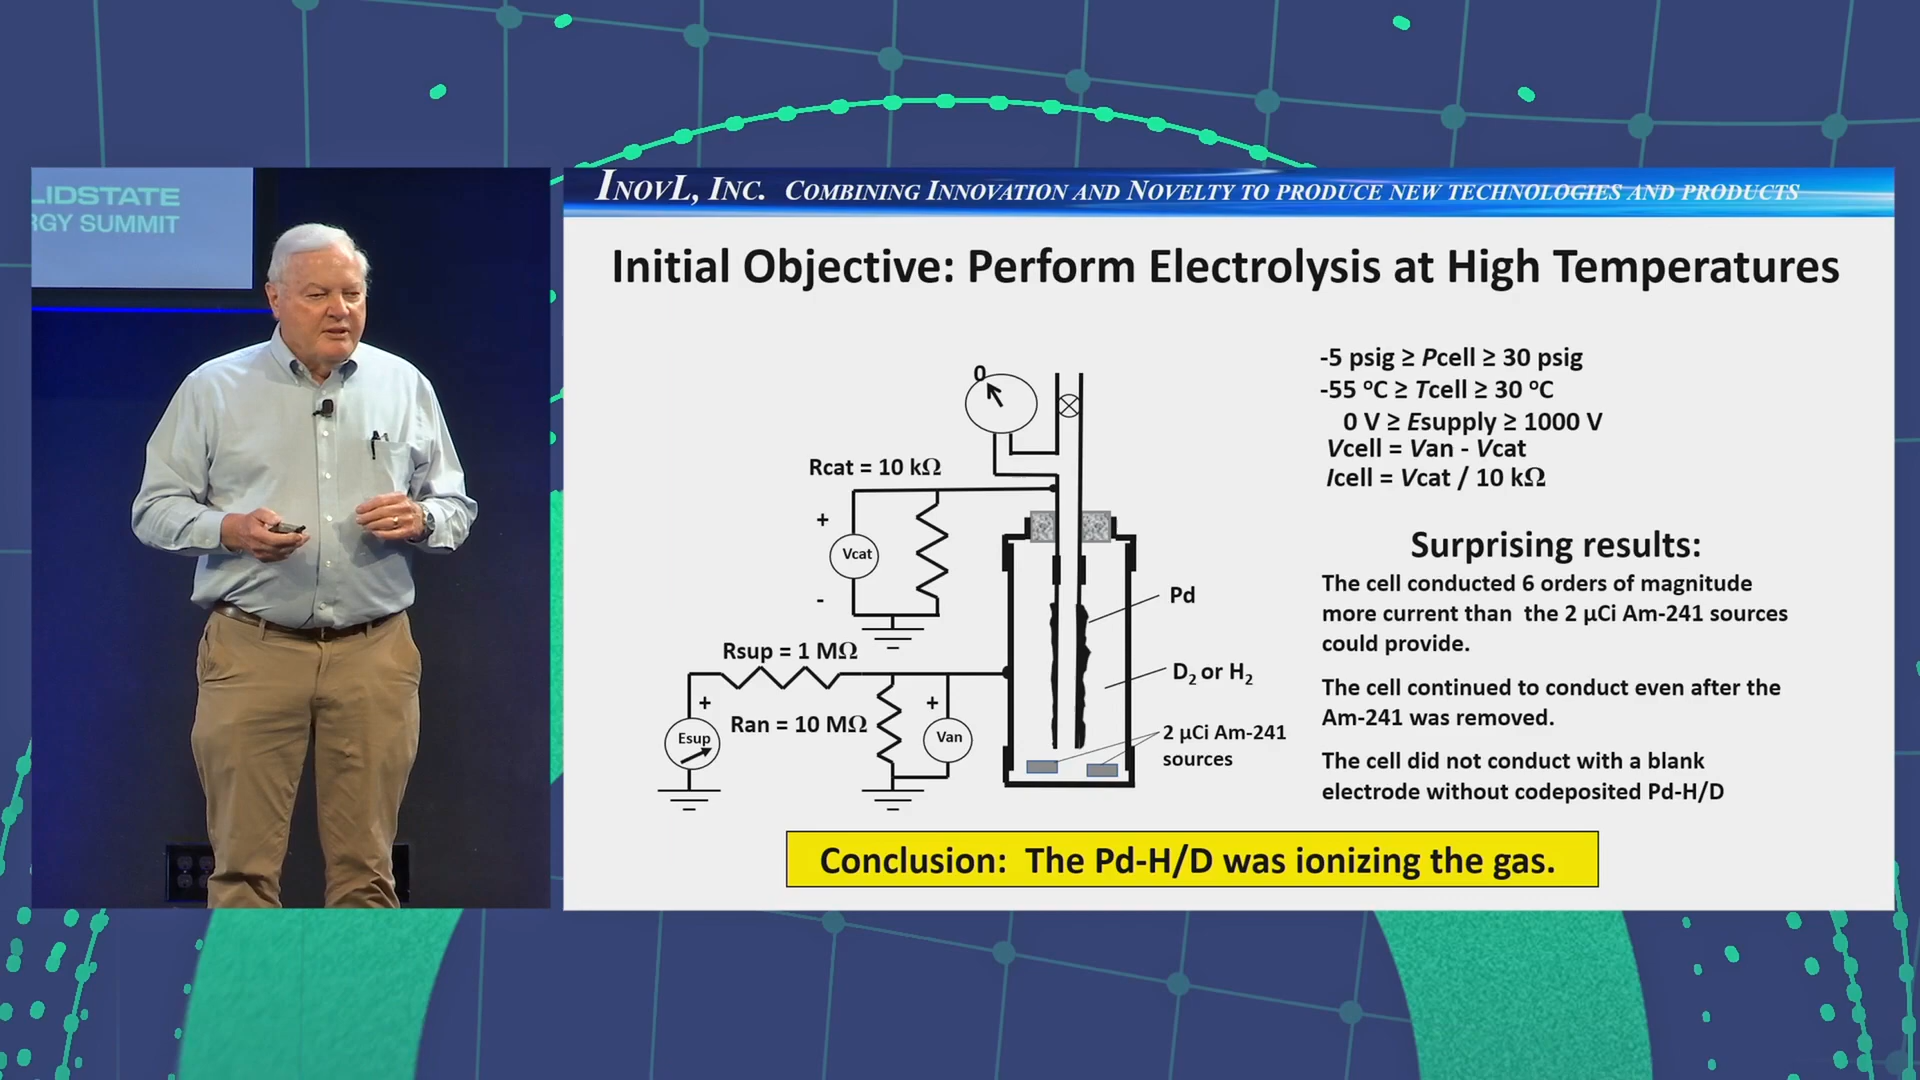 LIDSTATE
RGY SUMMIT
INOVL, INC. COMBINING INNOVATION AND NOVELTY TO PRODUCE NEW TECHNOLOGIES AND PRODUCTS
Initial Objective: Perform Electrolysis at High Temperatures
-5 psig ≥ Pcell ≥ 30 psig
-55 ºC ≥ Tcell ≥ 30 ºC
0 V ≥ Esupply ≥ 1000 V
Vcell = Van - Vcat
Icell = Vcat / 10 kΩ
0
Rcat = 10 kΩ
+
Vcat
-
Rsup = 1 MΩ
+
Esup
Ran = 10 MΩ
+
Van
Pd
D₂ or H₂
2 µCi Am-241
sources
Surprising results:
The cell conducted 6 orders of magnitude
more current than the 2 µCi Am-241 sources
could provide.
The cell continued to conduct even after the
Am-241 was removed.
The cell did not conduct with a blank
electrode without codeposited Pd-H/D
Conclusion: The Pd-H/D was ionizing the gas.